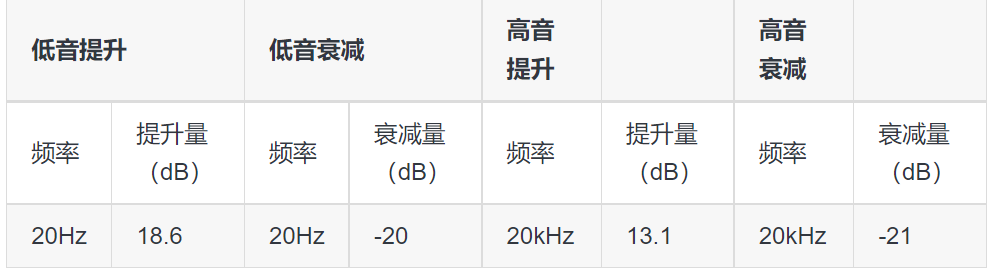 低音提升 低音衰减 高音 高音
提升 衰减
频率 提升量 频率 衰减量 频率 提升量 频率 衰减量
（dB） （dB） （dB） （dB）
20Hz 18.6 20Hz -20 20kHz 13.1 20kHz -21